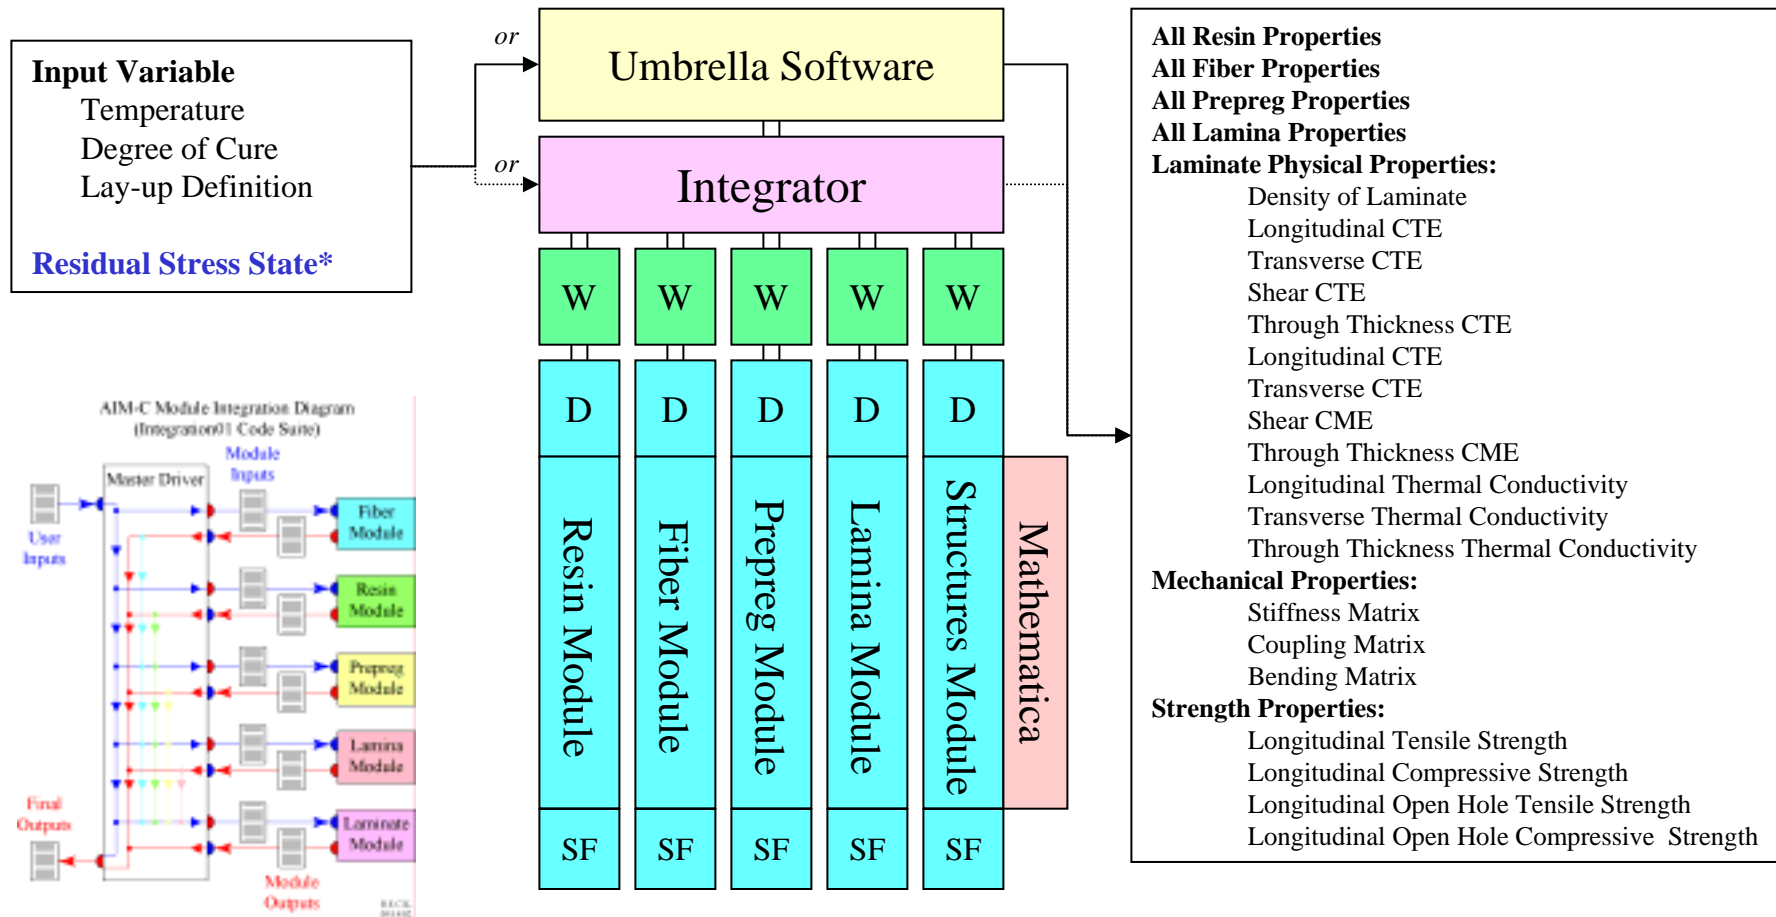 Input Variable
Temperature
Degree of Cure
Lay-up Definition
Residual Stress State*
or
or
Umbrella Software
Integrator
W W W W W
D D D D D
Resin Module
Fiber Module
Prepreg Module
Lamina Module
Structures Module
Mathematica
SF SF SF SF SF
All Resin Properties
All Fiber Properties
All Prepreg Properties
All Lamina Properties
Laminate Physical Properties:
Density of Laminate
Longitudinal CTE
Transverse CTE
Shear CTE
Through Thickness CTE
Longitudinal CTE
Transverse CTE
Shear CME
Through Thickness CME
Longitudinal Thermal Conductivity
Transverse Thermal Conductivity
Through Thickness Thermal Conductivity
Mechanical Properties:
Stiffness Matrix
Coupling Matrix
Bending Matrix
Strength Properties:
Longitudinal Tensile Strength
Longitudinal Compressive Strength
Longitudinal Open Hole Tensile Strength
Longitudinal Open Hole Compressive Strength
AIM-C Module Integration Diagram
(Integration01 Code Suite)
Module
Inputs
Master Driver
User
Inputs
Fiber
Module
Resin
Module
Prepreg
Module
Lamina
Module
Laminate
Module
Final
Outputs
Module
Outputs